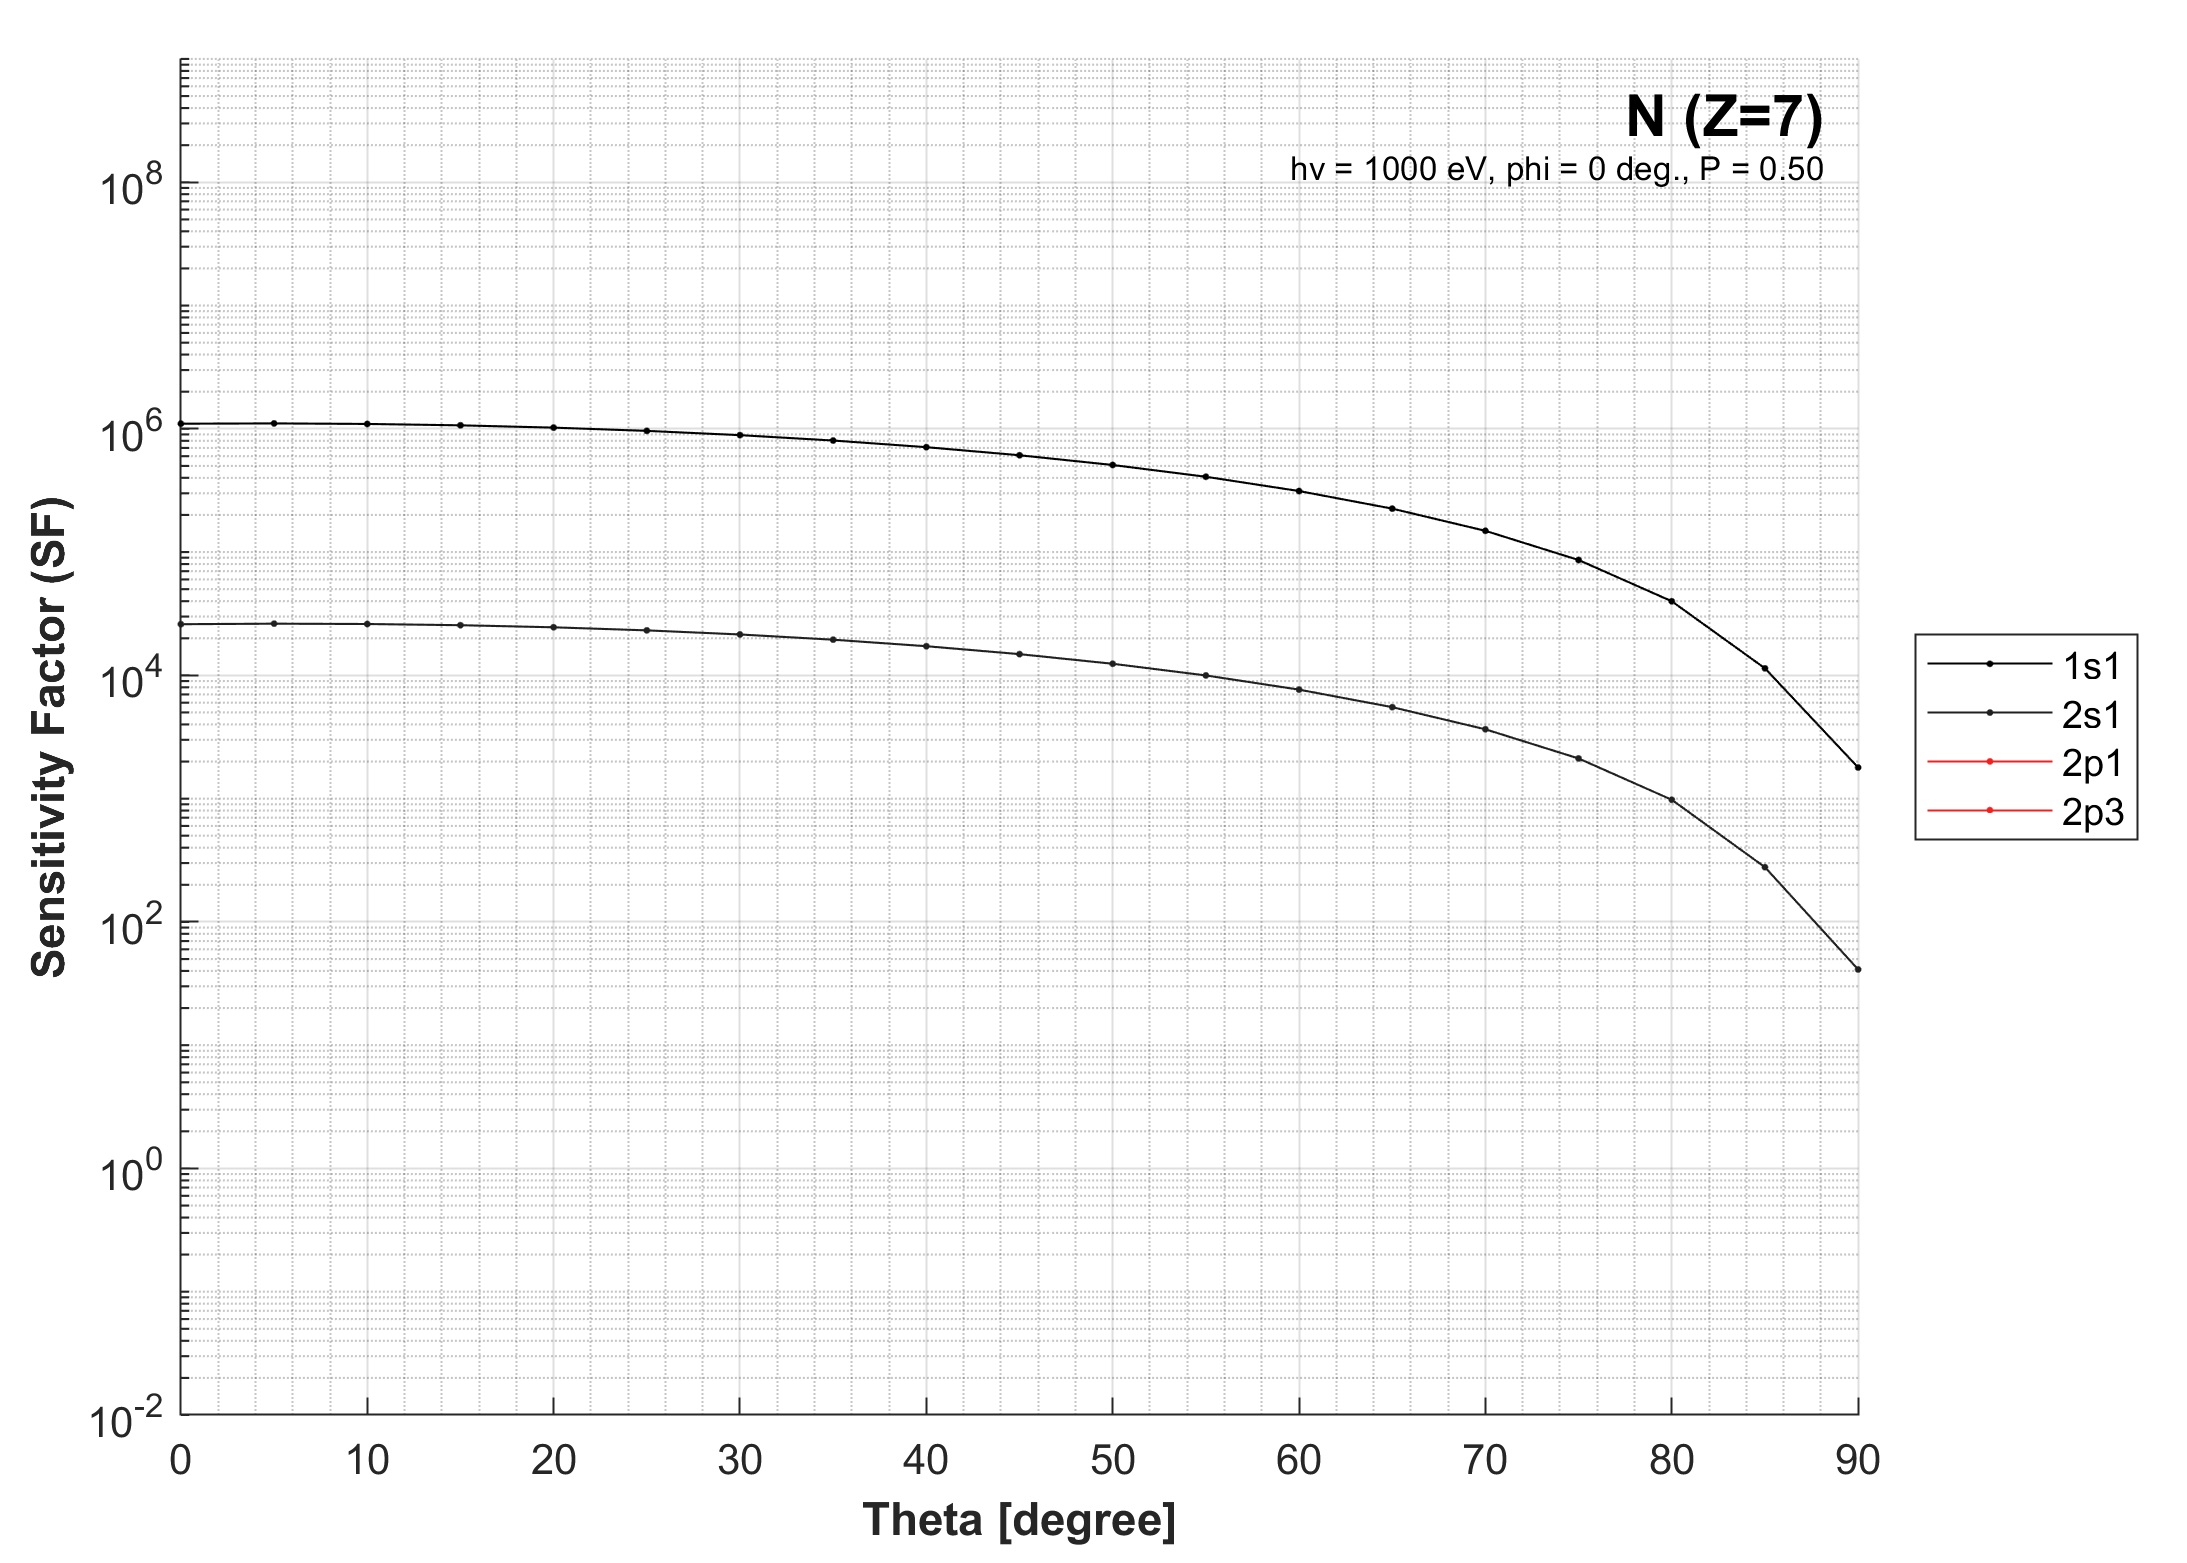 N (Z=7)
hv = 1000 eV, phi = 0 deg., P = 0.50
10^8
10^6
10^4
10^2
10^0
10^-2
Sensitivity Factor (SF)
0 10 20 30 40 50 60 70 80 90
Theta [degree]
1s1
2s1
2p1
2p3